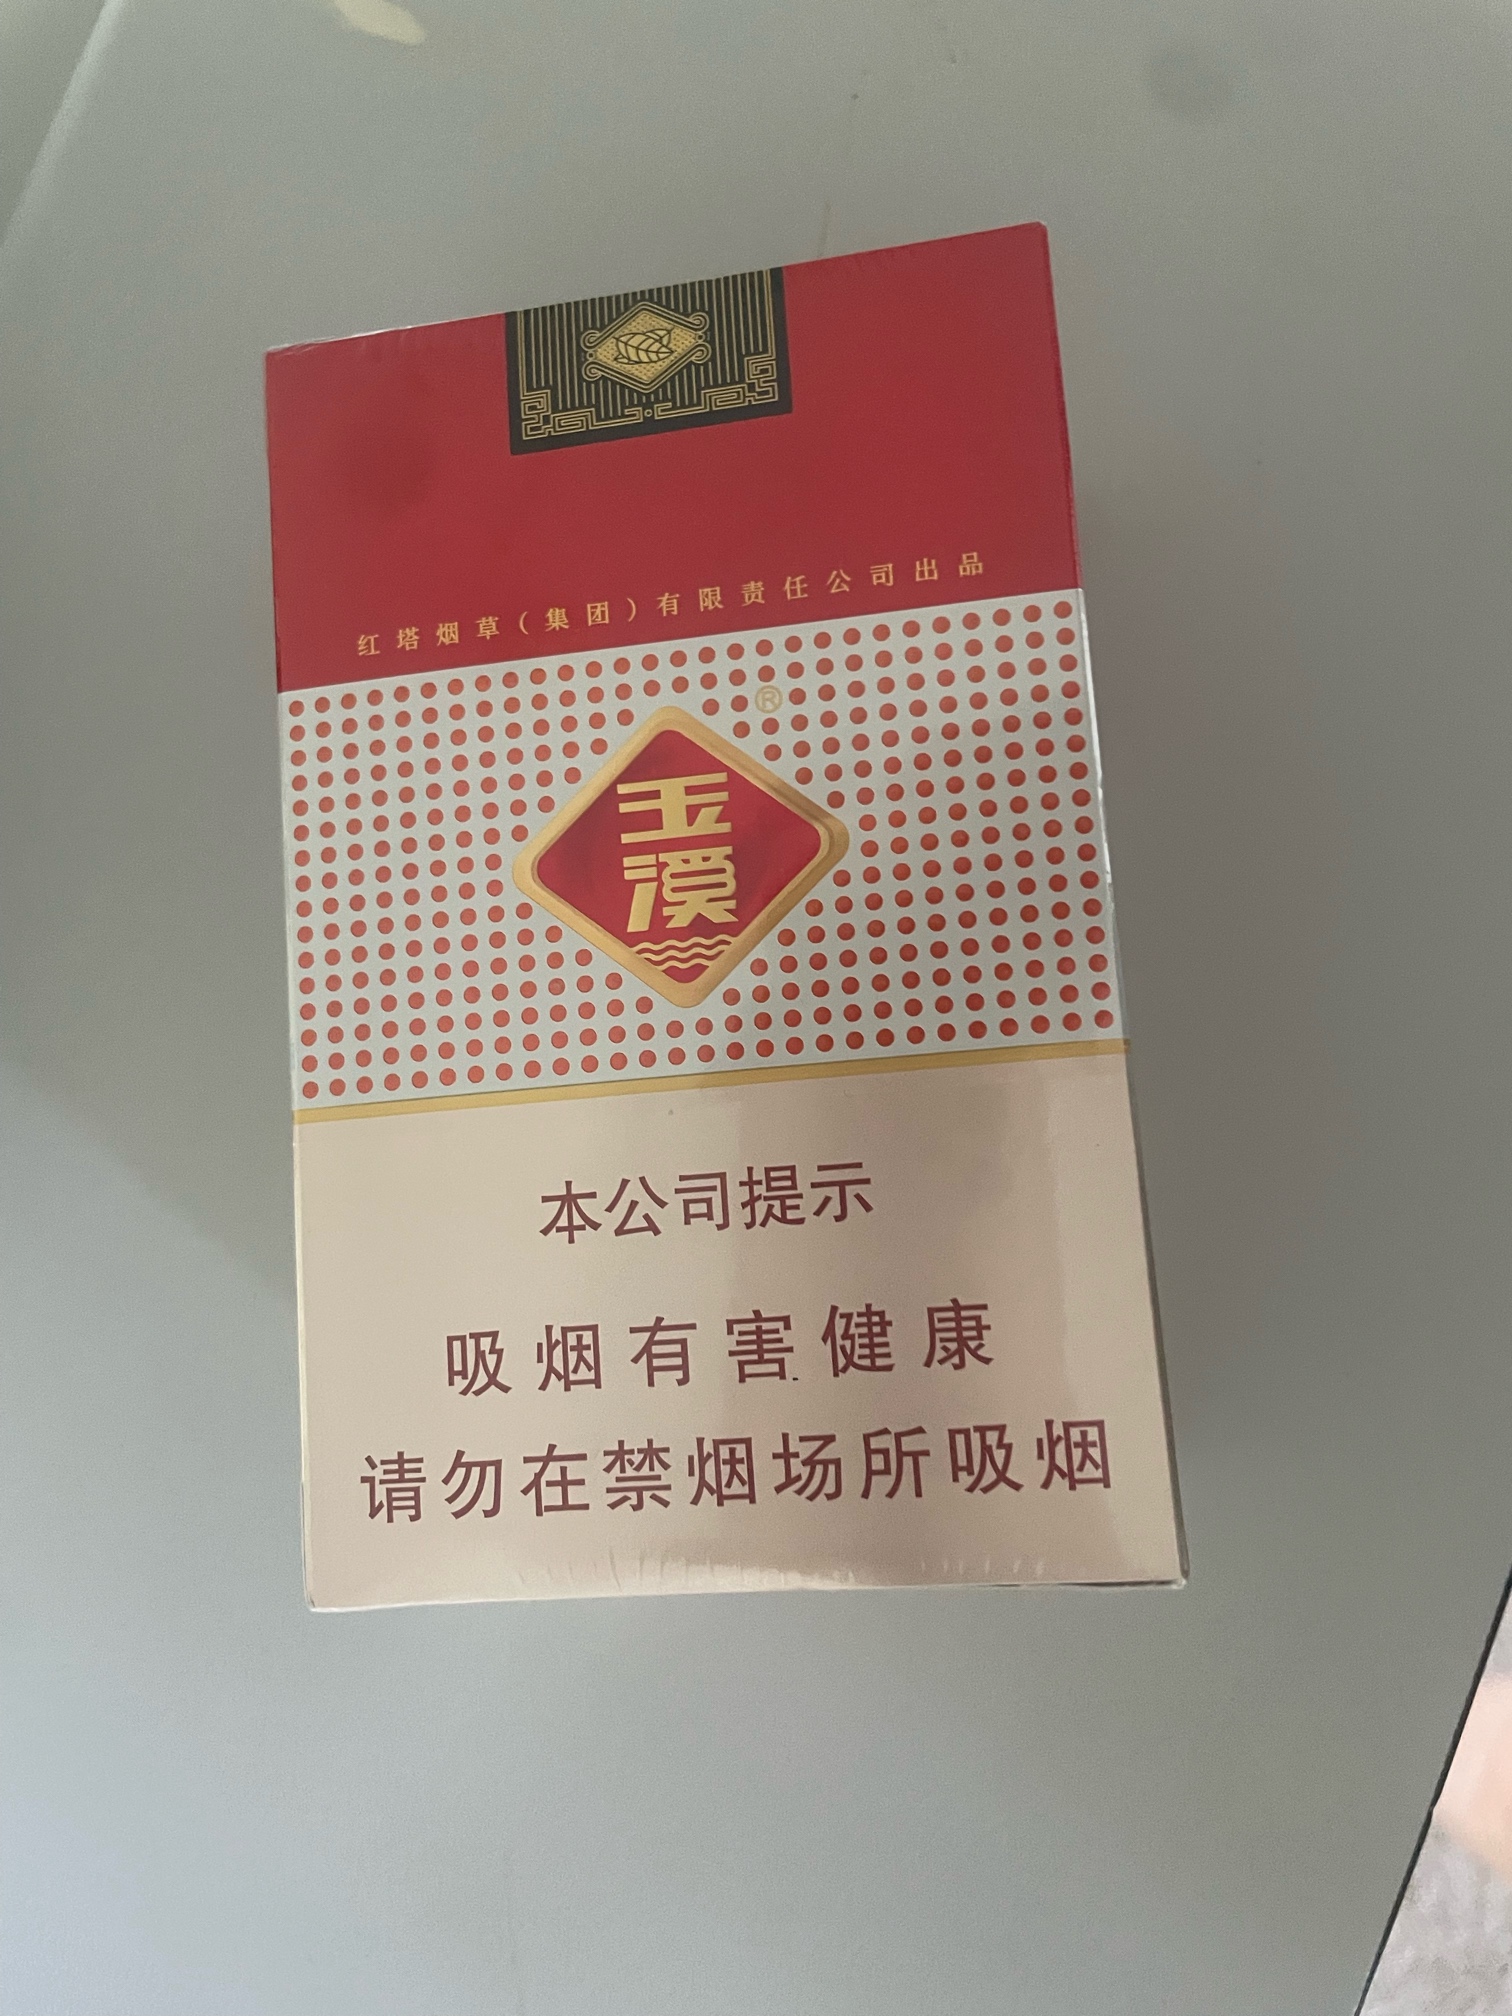 红塔烟草（集团）有限责任公司出品
®
玉
溪
本公司提示
吸烟有害健康
请勿在禁烟场所吸烟